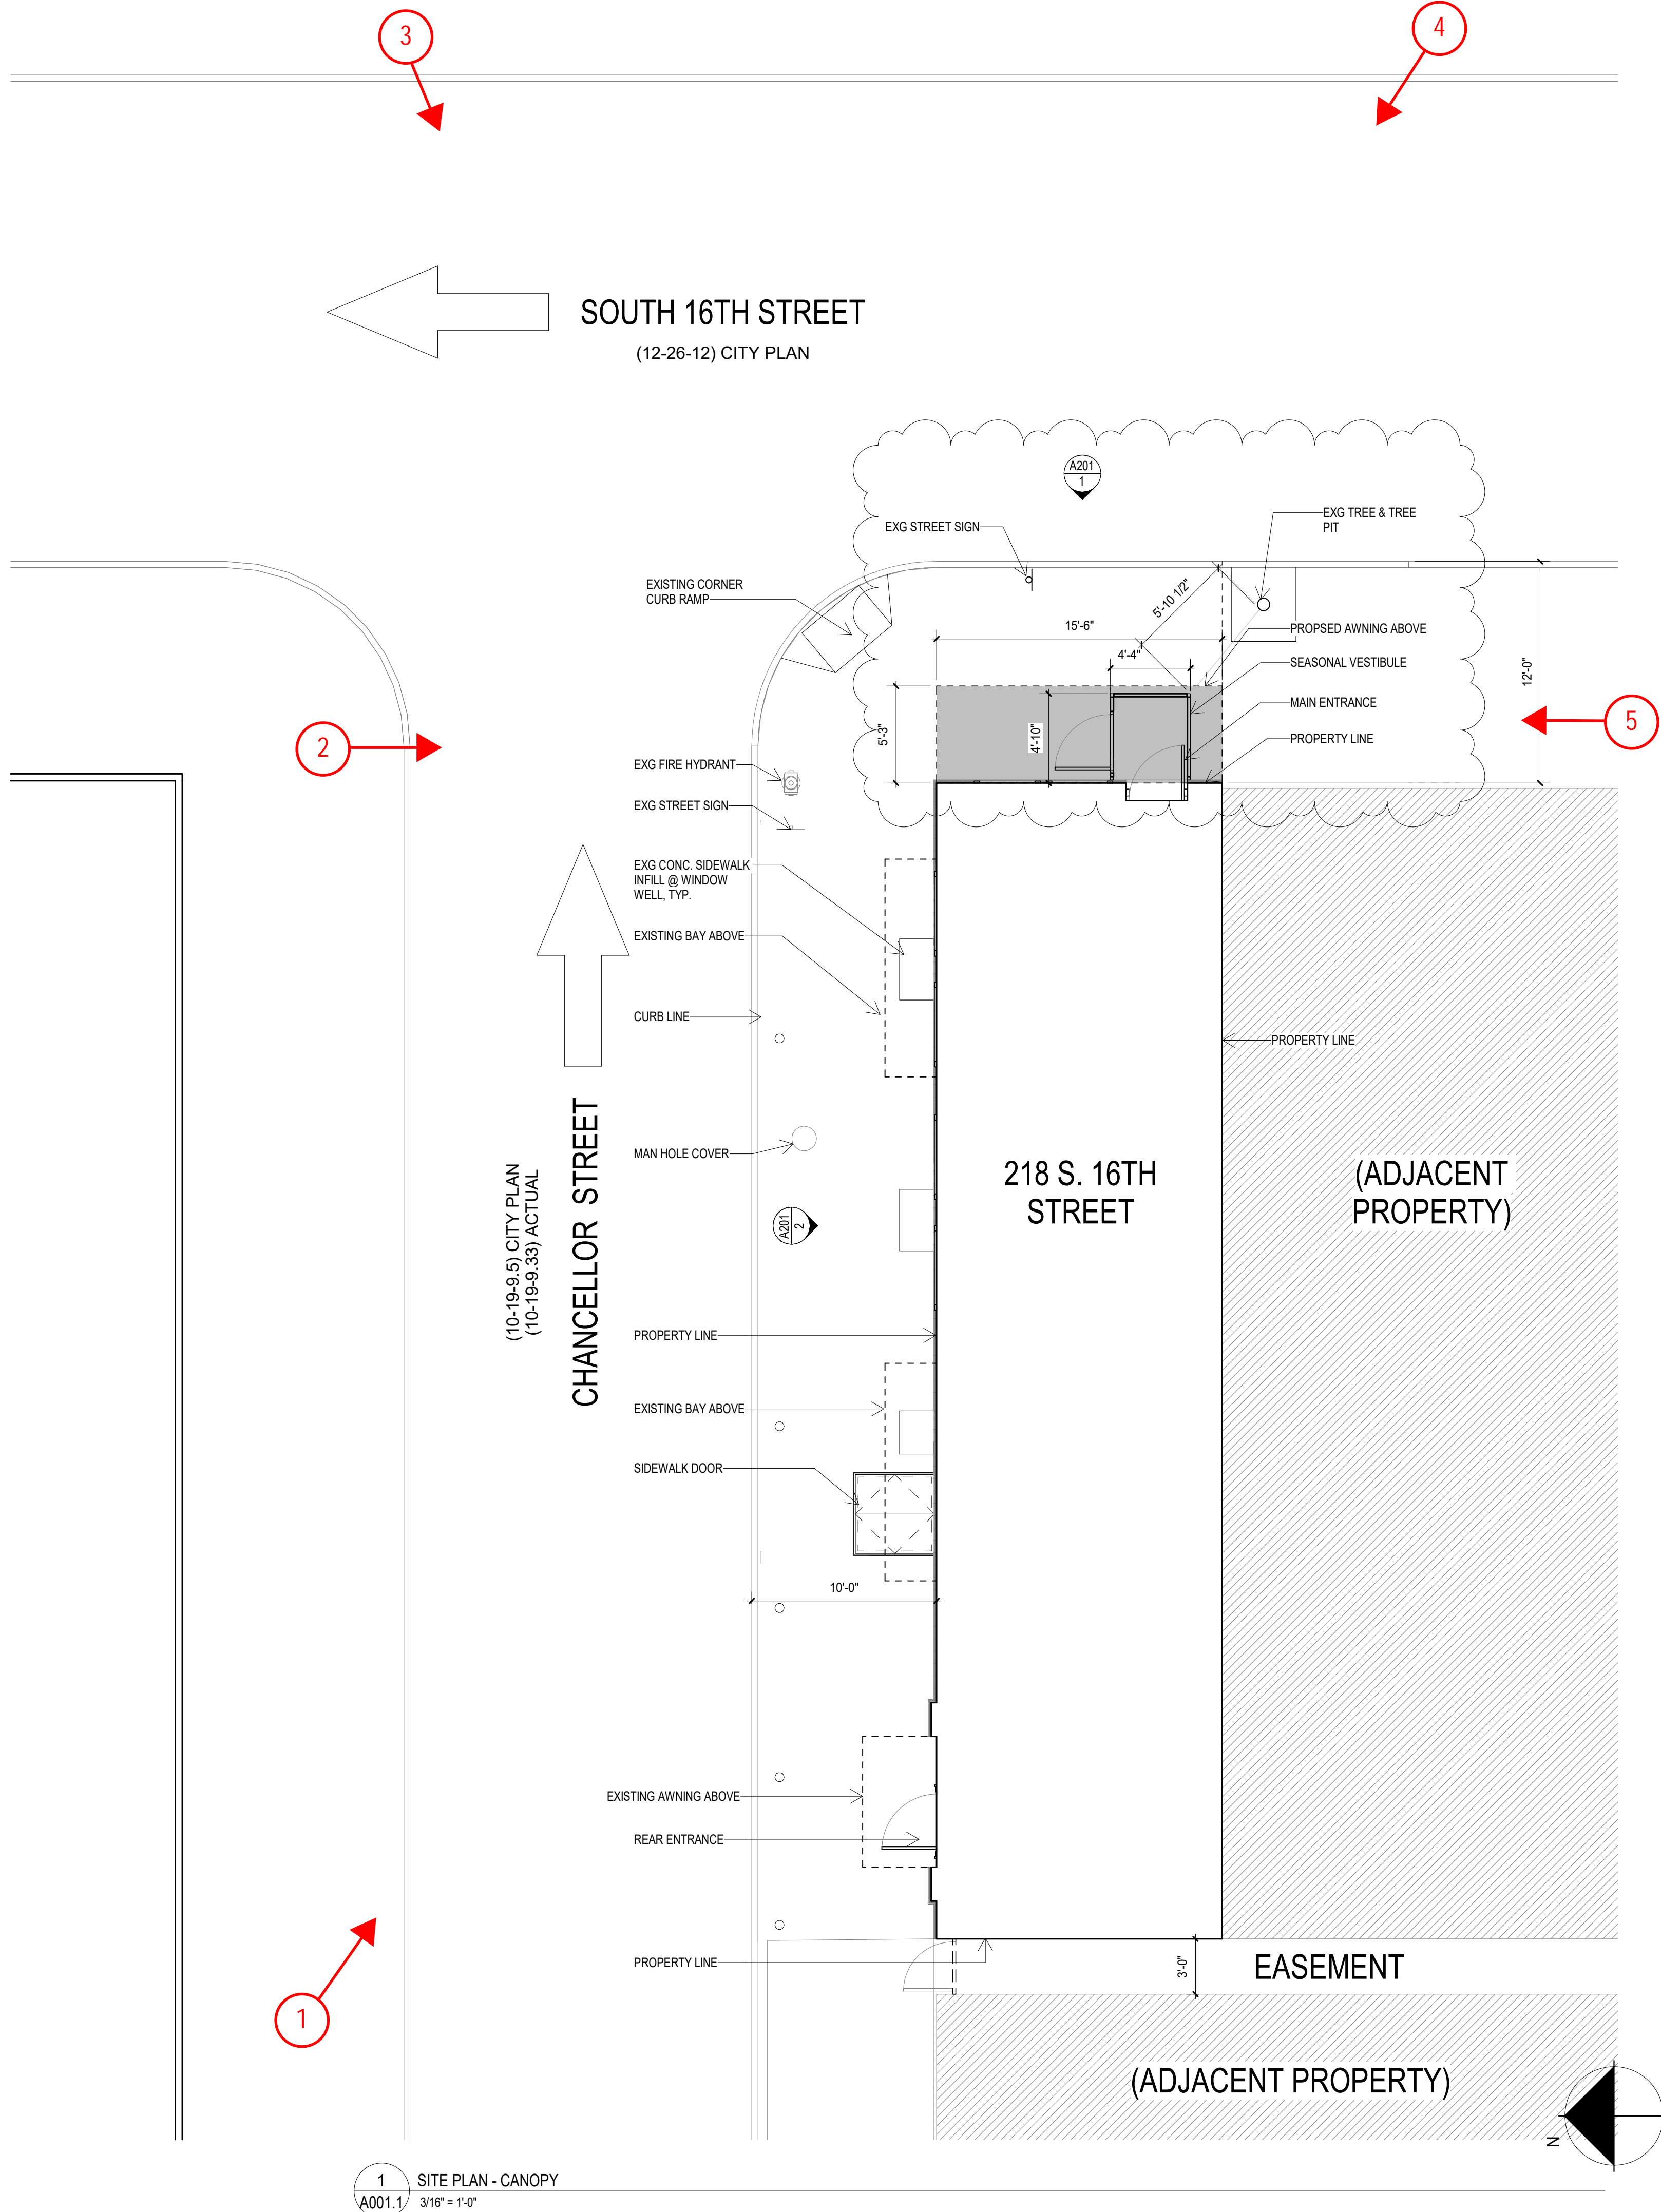 3
4
SOUTH 16TH STREET
(12-26-12) CITY PLAN
A201
1
EXG STREET SIGN
EXG TREE & TREE
PIT
EXISTING CORNER
CURB RAMP
5'-10 1/2"
15'-6"
PROPSED AWNING ABOVE
4'-4"
SEASONAL VESTIBULE
12'-0"
MAIN ENTRANCE
5'-3"
4'-10"
PROPERTY LINE
2
5
EXG FIRE HYDRANT
EXG STREET SIGN
EXG CONC. SIDEWALK
INFILL @ WINDOW
WELL, TYP.
EXISTING BAY ABOVE
CURB LINE
PROPERTY LINE
MAN HOLE COVER
CHANCELLOR STREET
(10-19-9.5) CITY PLAN
(10-19-9.33) ACTUAL
218 S. 16TH
STREET
(ADJACENT
PROPERTY)
A201
2
PROPERTY LINE
EXISTING BAY ABOVE
SIDEWALK DOOR
10'-0"
EXISTING AWNING ABOVE
REAR ENTRANCE
PROPERTY LINE
3'-0"
EASEMENT
1
(ADJACENT PROPERTY)
N
1
SITE PLAN - CANOPY
A001.1
3/16" = 1'-0"